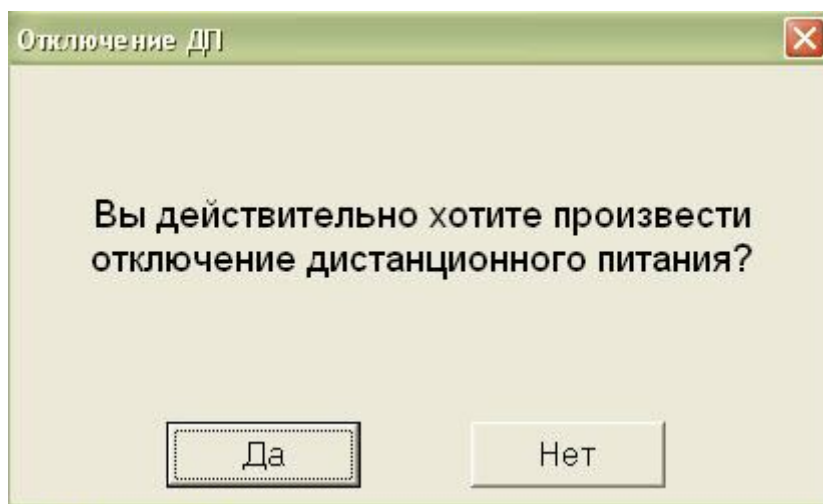 Отключение ДП
Вы действительно хотите произвести
отключение дистанционного питания?
Да
Нет